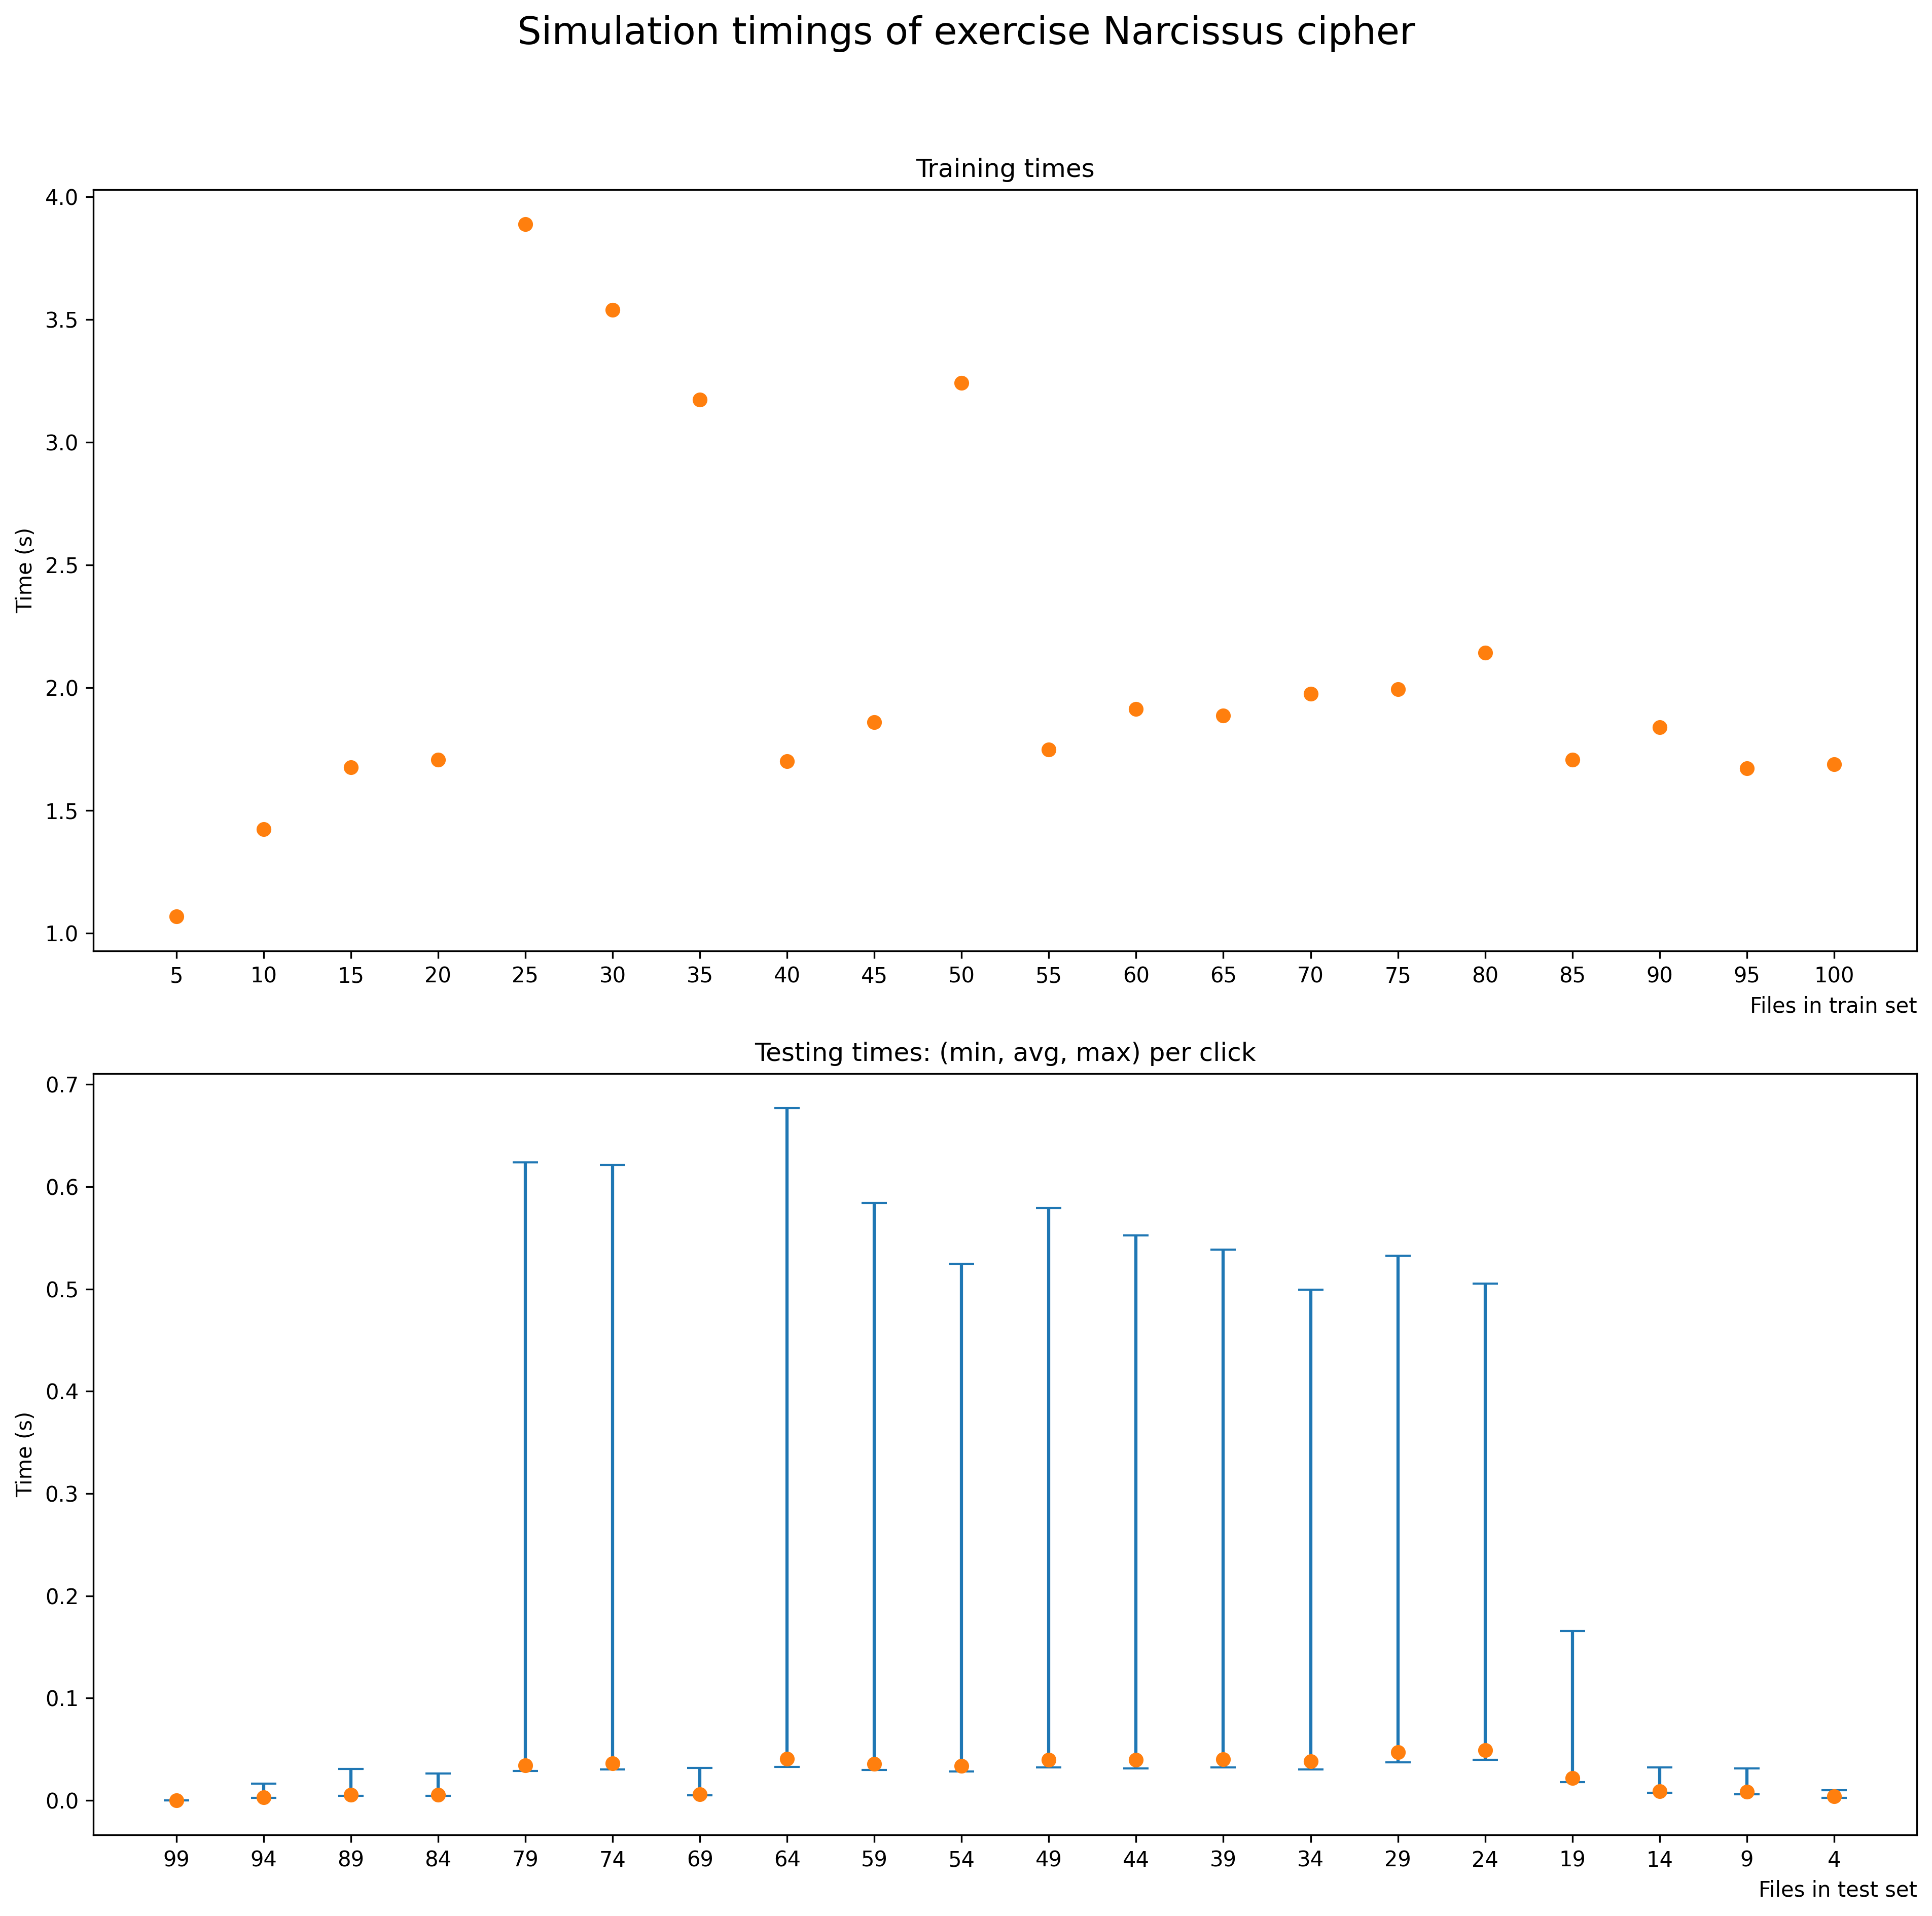 Simulation timings of exercise Narcissus cipher
Training times
4.0
3.5
3.0
2.5
2.0
1.5
1.0
Time (s)
5 10 15 20 25 30 35 40 45 50 55 60 65 70 75 80 85 90 95 100
Files in train set
Testing times: (min, avg, max) per click
0.7
0.6
0.5
0.4
0.3
0.2
0.1
0.0
Time (s)
99 94 89 84 79 74 69 64 59 54 49 44 39 34 29 24 19 14 9 4
Files in test set